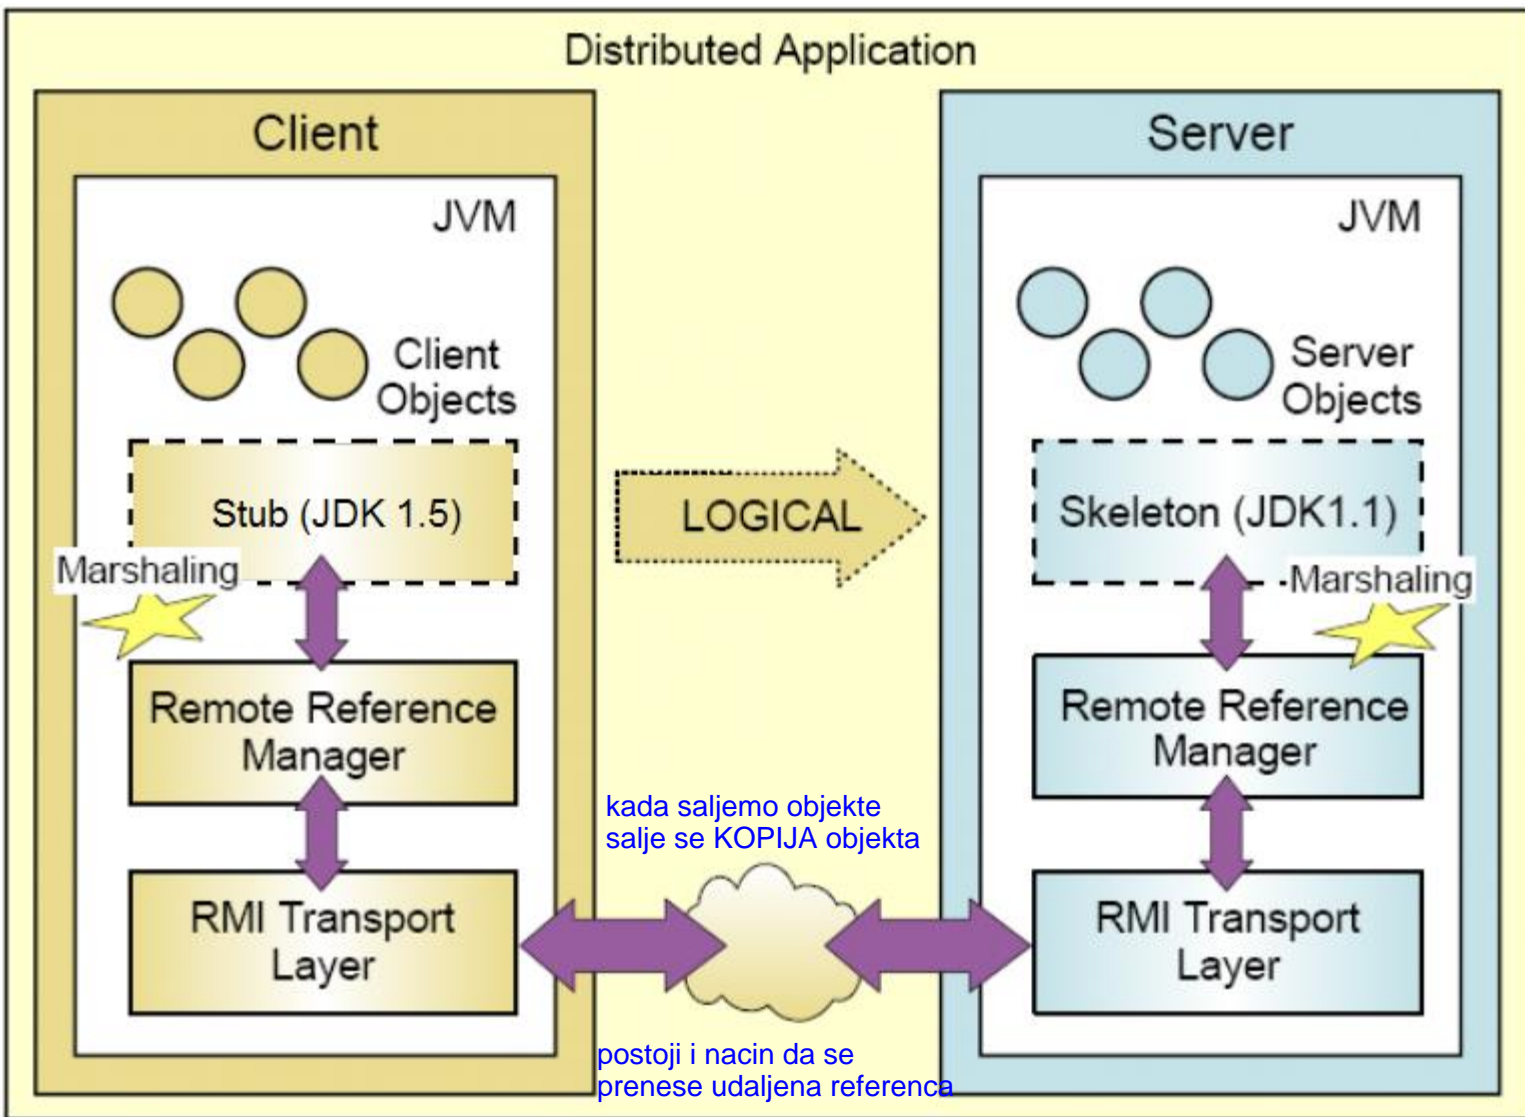 Distributed Application
Client
JVM
Client
Objects
Stub (JDK 1.5)
Marshaling
Remote Reference
Manager
RMI Transport
Layer
LOGICAL
kada saljemo objekte
salje se KOPIJA objekta
postoji i nacin da se
prenese udaljena referenca
Server
JVM
Server
Objects
Skeleton (JDK1.1)
Marshaling
Remote Reference
Manager
RMI Transport
Layer